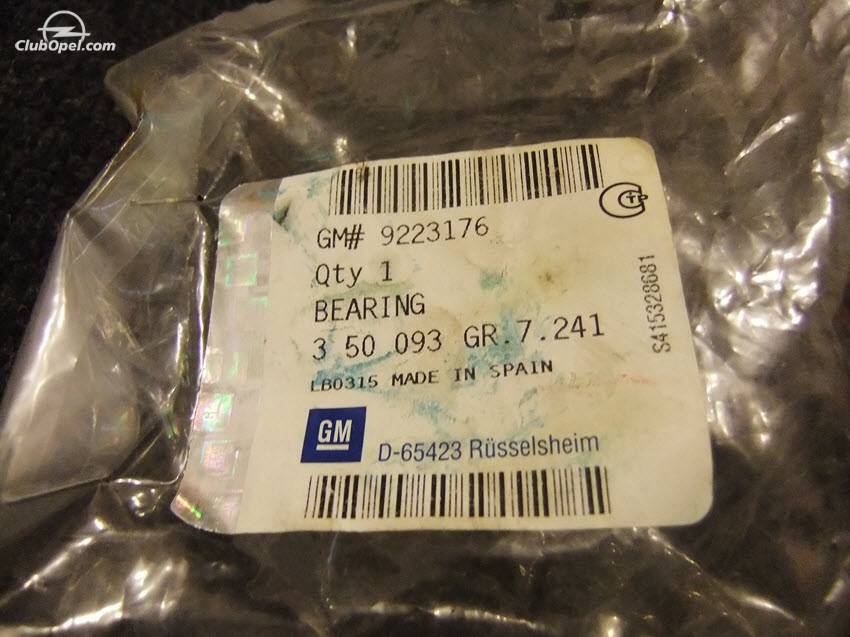 ClubOpel.com
GM# 9223176
Qty 1
BEARING
3 50 093 GR.7.241
LB0315 MADE IN SPAIN
GM D-65423 Rüsselsheim
S415328681